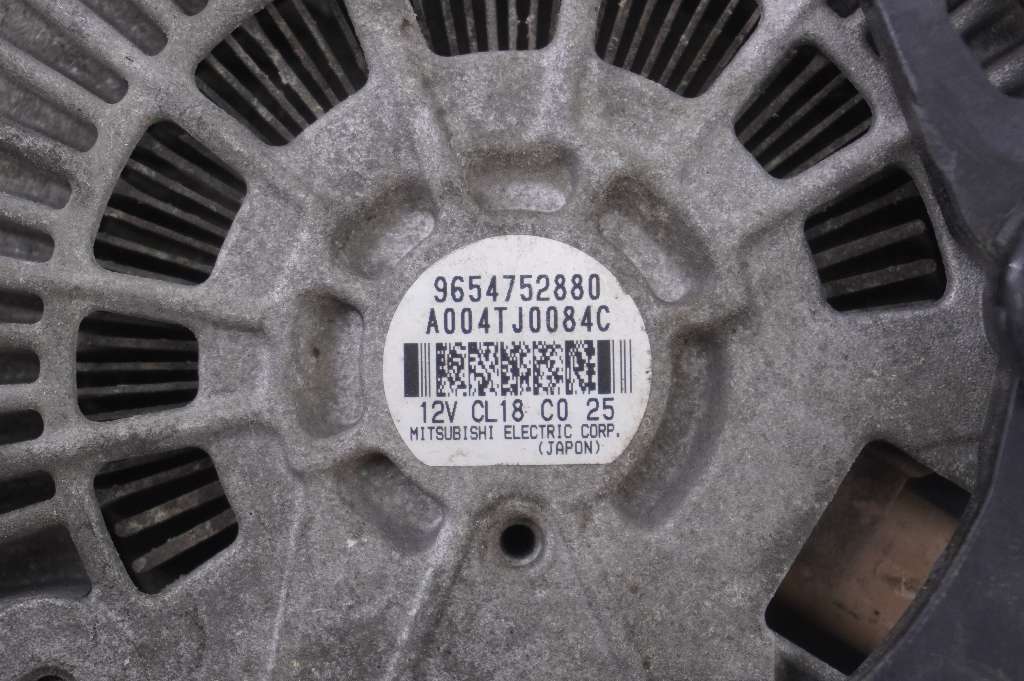 9654752880
A004TJ0084C
12V CL18 C0 25
MITSUBISHI ELECTRIC CORP.
(JAPON)